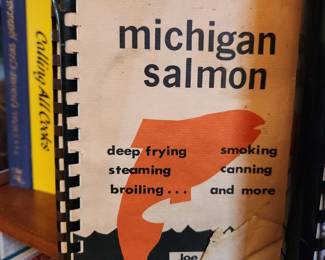 michigan
salmon
deep frying smoking
steaming canning
broiling... and more
Joe
Calling All Cooks